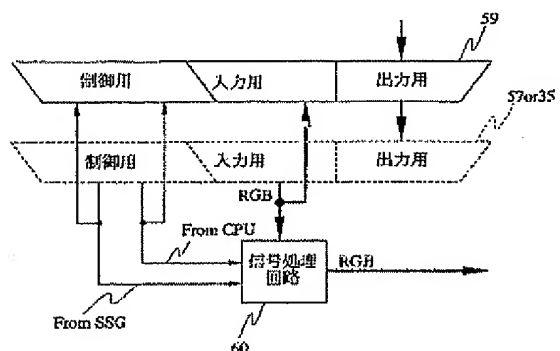 59
制御用 入力用 出力用
57or35
制御用 入力用 出力用
RGB
From CPU
信号処理
回路
RGB
From SSG
60